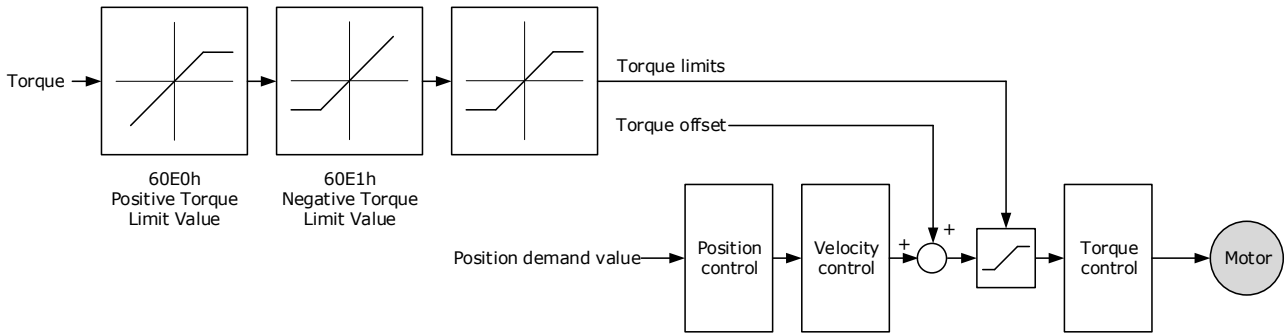 Torque
60E0h
Positive Torque
Limit Value
60E1h
Negative Torque
Limit Value
Torque limits
Torque offset
Position demand value
Position
control
Velocity
control
+
+
Torque
control
Motor